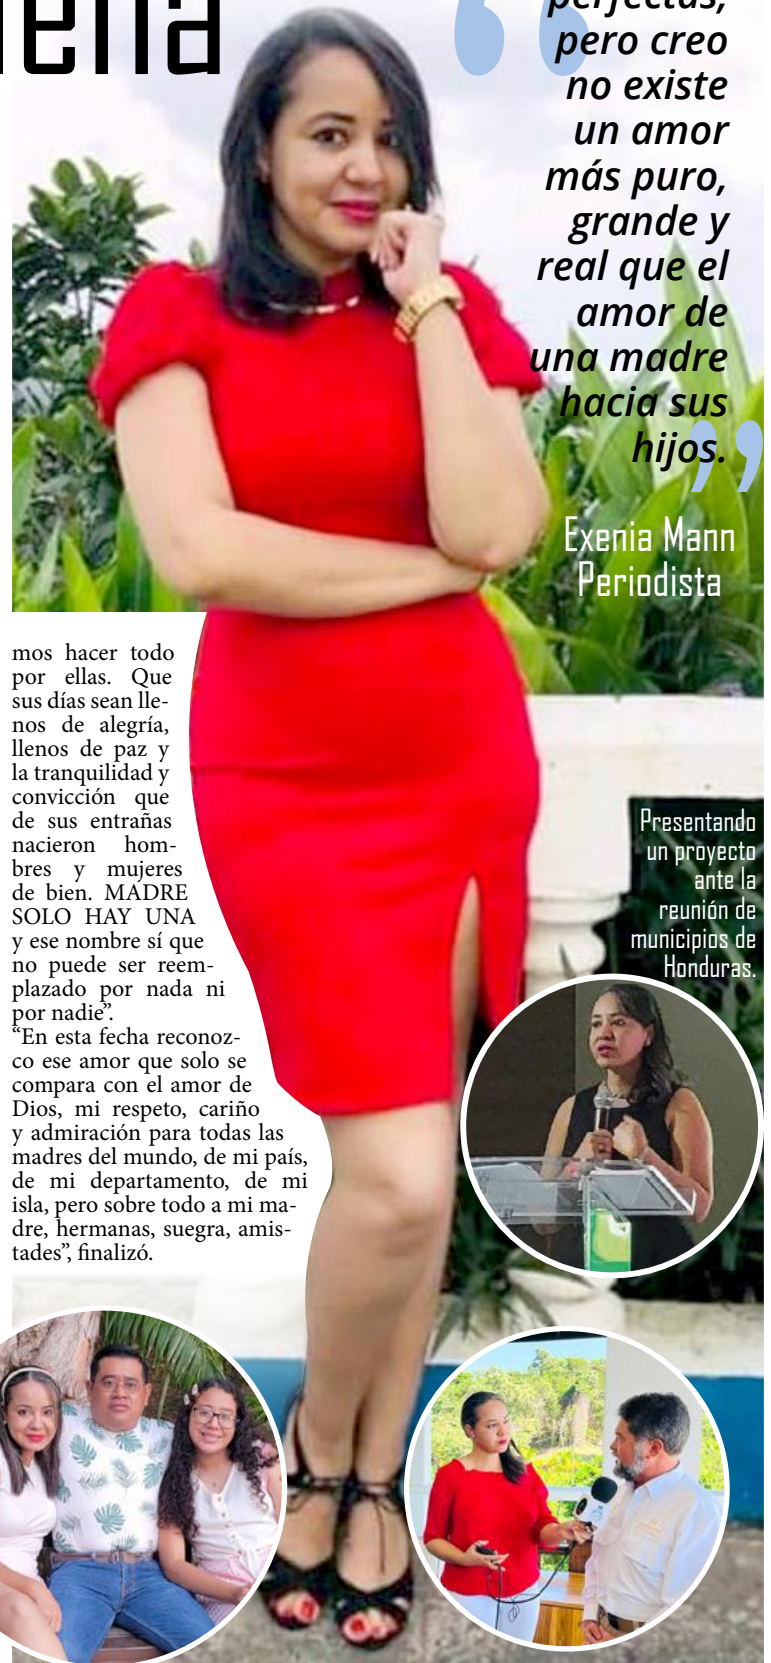 pero creo
no existe
un amor
más puro,
grande y
real que el
amor de
una madre
hacia sus
hijos.
Exenia Mann
Periodista
mos hacer todo
por ellas. Que
sus días sean lle-
nos de alegría,
llenos de paz y
la tranquilidad y
convicción que
de sus entrañas
nacieron hom-
bres y mujeres
de bien. MADRE
SOLO HAY UNA
y ese nombre sí que
no puede ser reem-
plazado por nada ni
por nadie”.
“En esta fecha reconoz-
co ese amor que solo se
compara con el amor de
Dios, mi respeto, cariño
y admiración para todas las
madres del mundo, de mi país,
de mi departamento, de mi
isla, pero sobre todo a mi ma-
dre, hermanas, suegra, amis-
tades”, finalizó.
Presentando
un proyecto
ante la
reunión de
municipios de
Honduras.